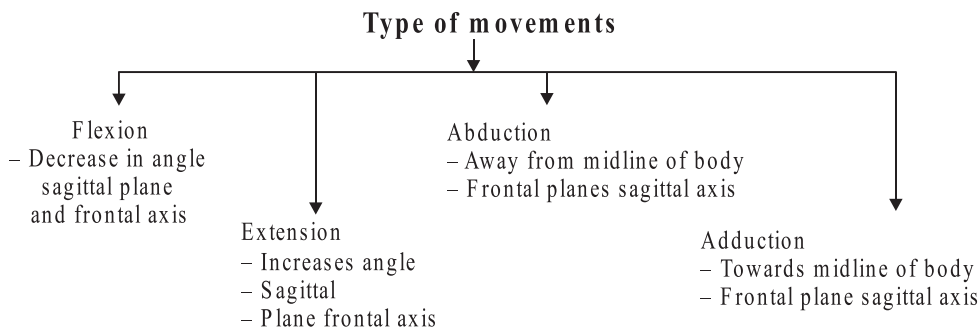 Type of movements
Flexion
– Decrease in angle
sagittal plane
and frontal axis
Extension
– Increases angle
– Sagittal
– Plane frontal axis
Abduction
– Away from midline of body
– Frontal planes sagittal axis
Adduction
– Towards midline of body
– Frontal plane sagittal axis